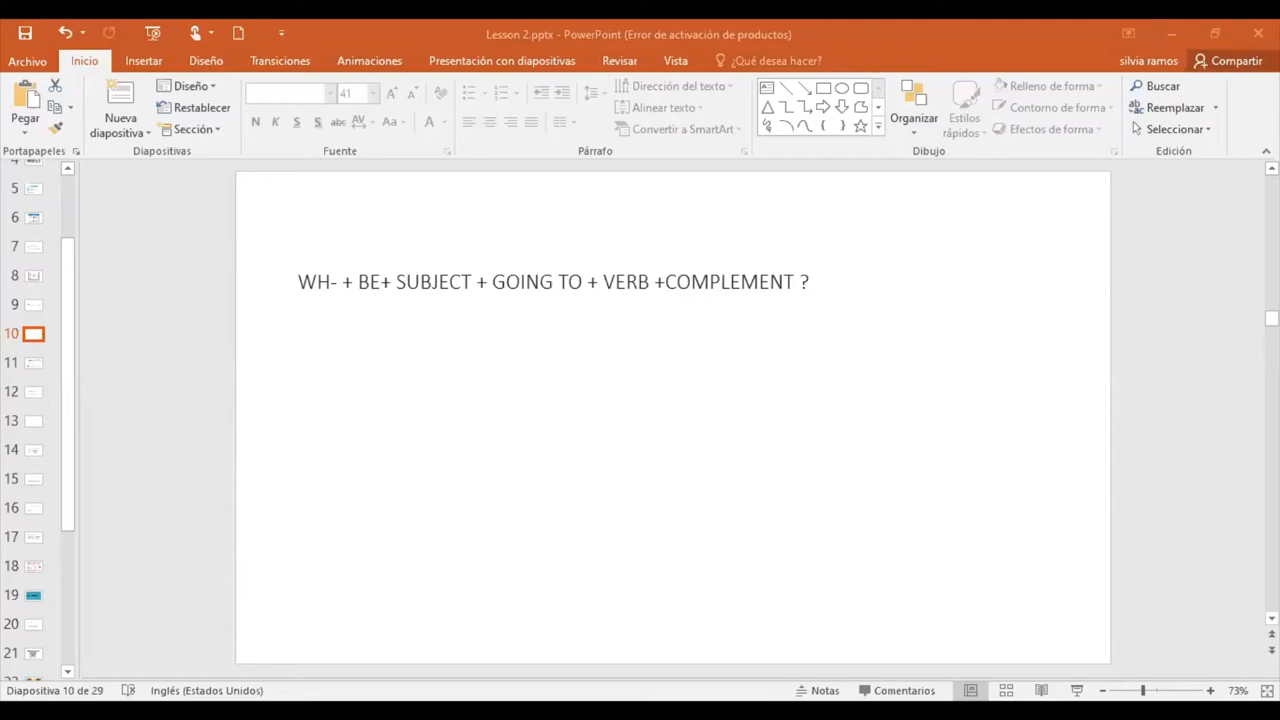 Lesson 2.pptx - PowerPoint (Error de activación de productos)
Archivo Inicio Insertar Diseño Transiciones Animaciones Presentación con diapositivas Revisar Vista ¿Qué desea hacer? silvia ramos Compartir
Pegar
Portapapeles
Nueva diapositiva
Diseño
Restablecer
Sección
Diapositivas
41
N K S S abc AV Aa A
Fuente
Dirección del texto
Alinear texto
Convertir a SmartArt
Párrafo
Organizar
Estilos rápidos
Relleno de forma
Contorno de forma
Efectos de forma
Dibujo
Buscar
Reemplazar
Seleccionar
Edición
5
6
7
8
9
10
11
12
13
14
15
16
17
18
19
20
21
WH- + BE+ SUBJECT + GOING TO + VERB +COMPLEMENT ?
Diapositiva 10 de 29 Inglés (Estados Unidos) Notas Comentarios 73%